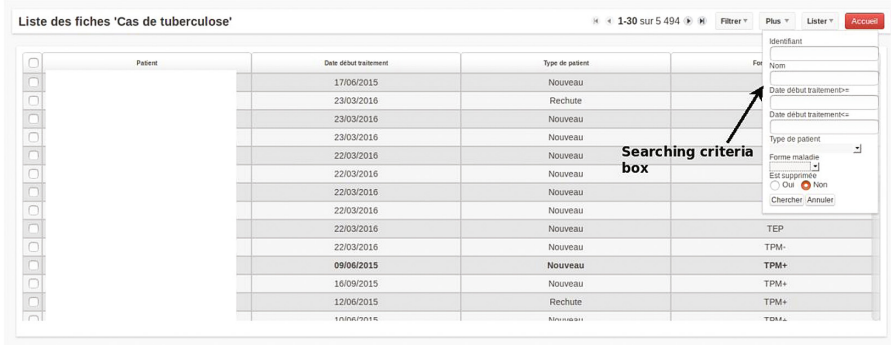 Liste des fiches 'Cas de tuberculose'
1-30 sur 5 494
Filtrer
Plus
Lister
Accueil
Patient
Date début traitement
Type de patient
17/06/2015 Nouveau
23/03/2016 Rechute
23/03/2016 Nouveau
23/03/2016 Nouveau
22/03/2016 Nouveau
22/03/2016 Nouveau
22/03/2016 Nouveau
22/03/2016 Nouveau
22/03/2016 Nouveau TEP
22/03/2016 Nouveau TPM-
09/06/2015 Nouveau TPM+
16/09/2015 Nouveau TPM+
12/06/2015 Rechute TPM+
10/06/2015 Nouveau TPM+
Identifiant
Nom
Date début traitement>=
Date début traitement<=
Type de patient
Forme maladie
Est supprimée
Oui Non
Chercher Annuler
Searching criteria
box